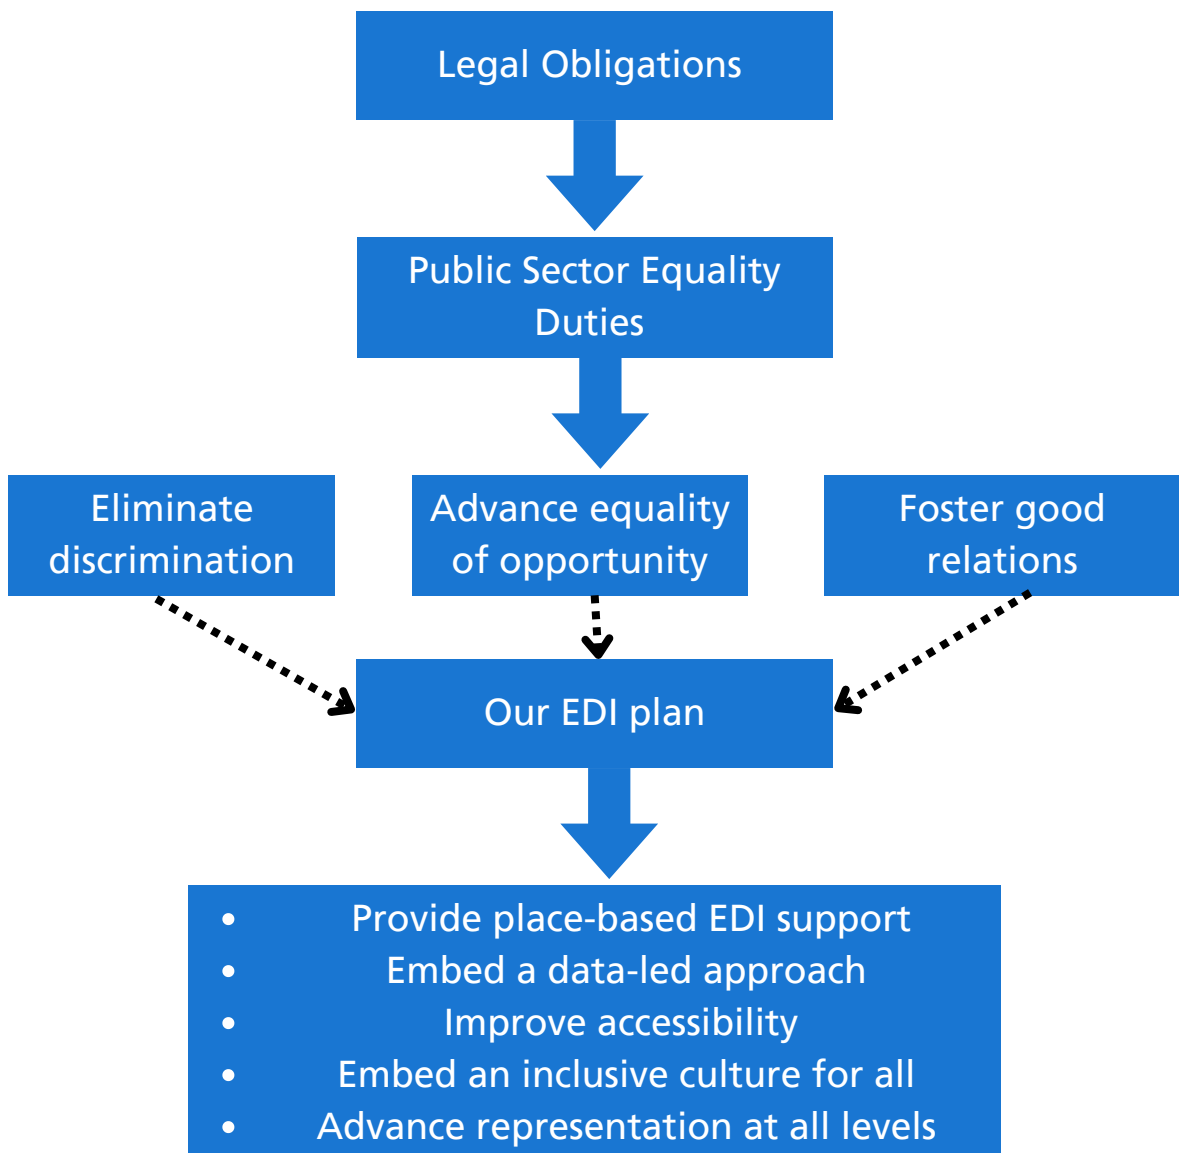 Legal Obligations
Public Sector Equality
Duties
Eliminate
discrimination
Advance equality
of opportunity
Foster good
relations
Our EDI plan
• Provide place-based EDI support
• Embed a data-led approach
• Improve accessibility
• Embed an inclusive culture for all
• Advance representation at all levels